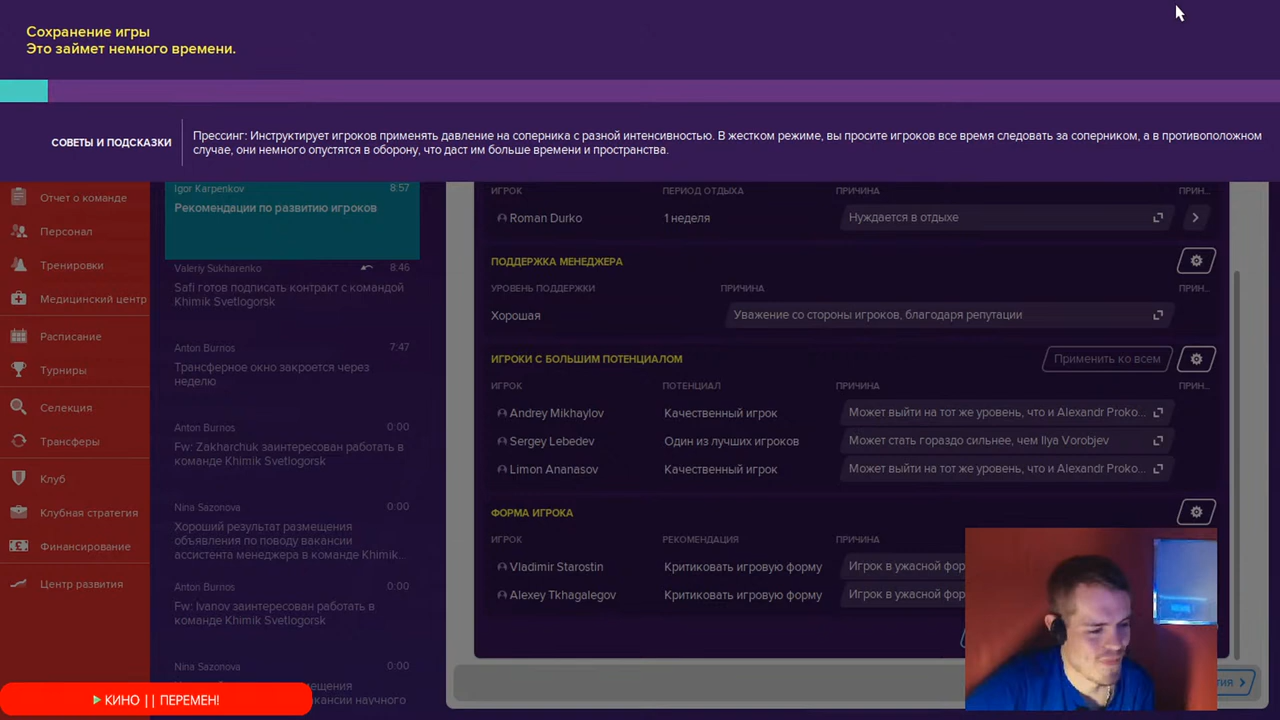 Сохранение игры
Это займет немного времени.
СОВЕТЫ И ПОДСКАЗКИ
Прессинг: Инструктирует игроков применять давление на соперника с разной интенсивностью. В жестком режиме, вы просите игроков все время следовать за соперником, а в противоположном
случае, они немного опустятся в оборону, что даст им больше времени и пространства.
Отчет о команде
Персонал
Тренировки
Медицинский центр
Расписание
Турниры
Селекция
Трансферы
Клуб
Клубная стратегия
Финансирование
Центр развития
Igor Karpenkov 8:57
Рекомендации по развитию игроков
Valeriy Sukharenko 8:46
Safi готов подписать контракт с командой
Khimik Svetlogorsk
Anton Burnos 7:47
Трансферное окно закроется через
неделю
Anton Burnos 0:00
Fw: Zakharchuk заинтересован работать в
команде Khimik Svetlogorsk
Nina Sazonova 0:00
Хороший результат размещения
объявления по поводу вакансии
ассистента менеджера в команде Khimik...
Anton Burnos 0:00
Fw: Ivanov заинтересован работать в
команде Khimik Svetlogorsk
Nina Sazonova 0:00
научного
ИГРОК ПЕРИОД ОТДЫХА ПРИЧИНА ПРИН...
Roman Durko 1 неделя Нуждается в отдыхе
ПОДДЕРЖКА МЕНЕДЖЕРА
УРОВЕНЬ ПОДДЕРЖКИ ПРИЧИНА ПРИН...
Хорошая Уважение со стороны игроков, благодаря репутации
ИГРОКИ С БОЛЬШИМ ПОТЕНЦИАЛОМ Применить ко всем
ИГРОК ПОТЕНЦИАЛ ПРИЧИНА ПРИН...
Andrey Mikhaylov Качественный игрок Может выйти на тот же уровень, что и Alexandr Proko...
Sergey Lebedev Один из лучших игроков Может стать гораздо сильнее, чем Ilya Vorobjev
Limon Ananasov Качественный игрок Может выйти на тот же уровень, что и Alexandr Proko...
ФОРМА ИГРОКА
ИГРОК РЕКОМЕНДАЦИЯ ПРИЧИНА
Vladimir Starostin Критиковать игровую форму Игрок в ужасной фор
Alexey Tkhagalegov Критиковать игровую форму Игрок в ужасной фор
КИНО || ПЕРЕМЕН!